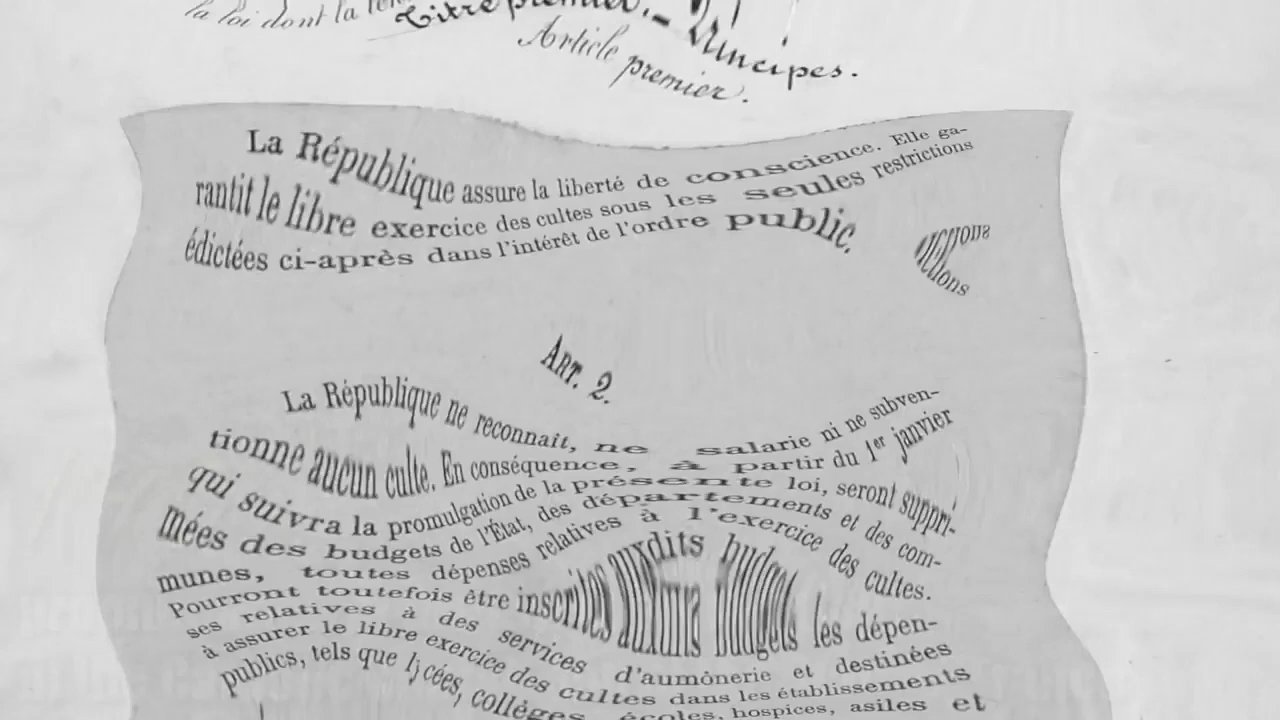 la loi dont la
Titre premier. - Principes.
Article premier.
La République assure la liberté de conscience. Elle ga-
rantit le libre exercice des cultes sous les seules restrictions
édictées ci-après dans l'intérêt de l'ordre public.
Art. 2.
La République ne reconnaît, ne salarie ni ne subven-
tionne aucun culte. En conséquence, à partir du 1er janvier
qui suivra la promulgation de la présente loi, seront suppri-
mées des budgets de l'État, des départements et des com-
munes, toutes dépenses relatives à l'exercice des cultes.
Pourront toutefois être inscrites auxdits budgets les dépen-
ses relatives à des services d'aumônerie et destinées
à assurer le libre exercice des cultes dans les établissements
publics, tels que lycées, collèges, écoles, hospices, asiles et